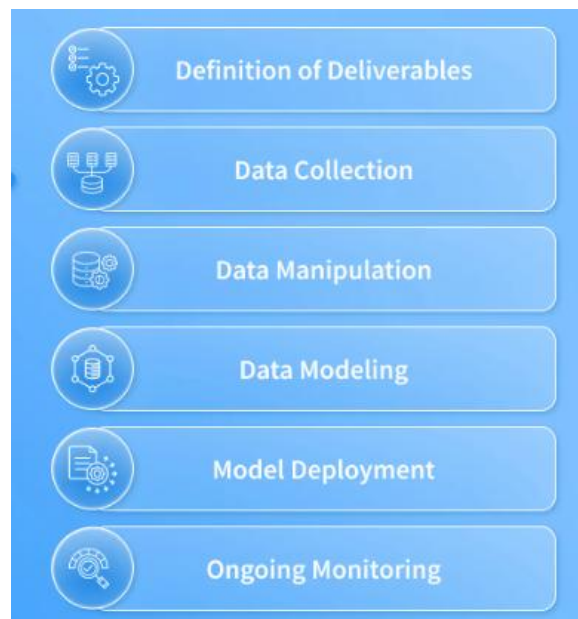 Definition of Deliverables
Data Collection
Data Manipulation
Data Modeling
Model Deployment
Ongoing Monitoring